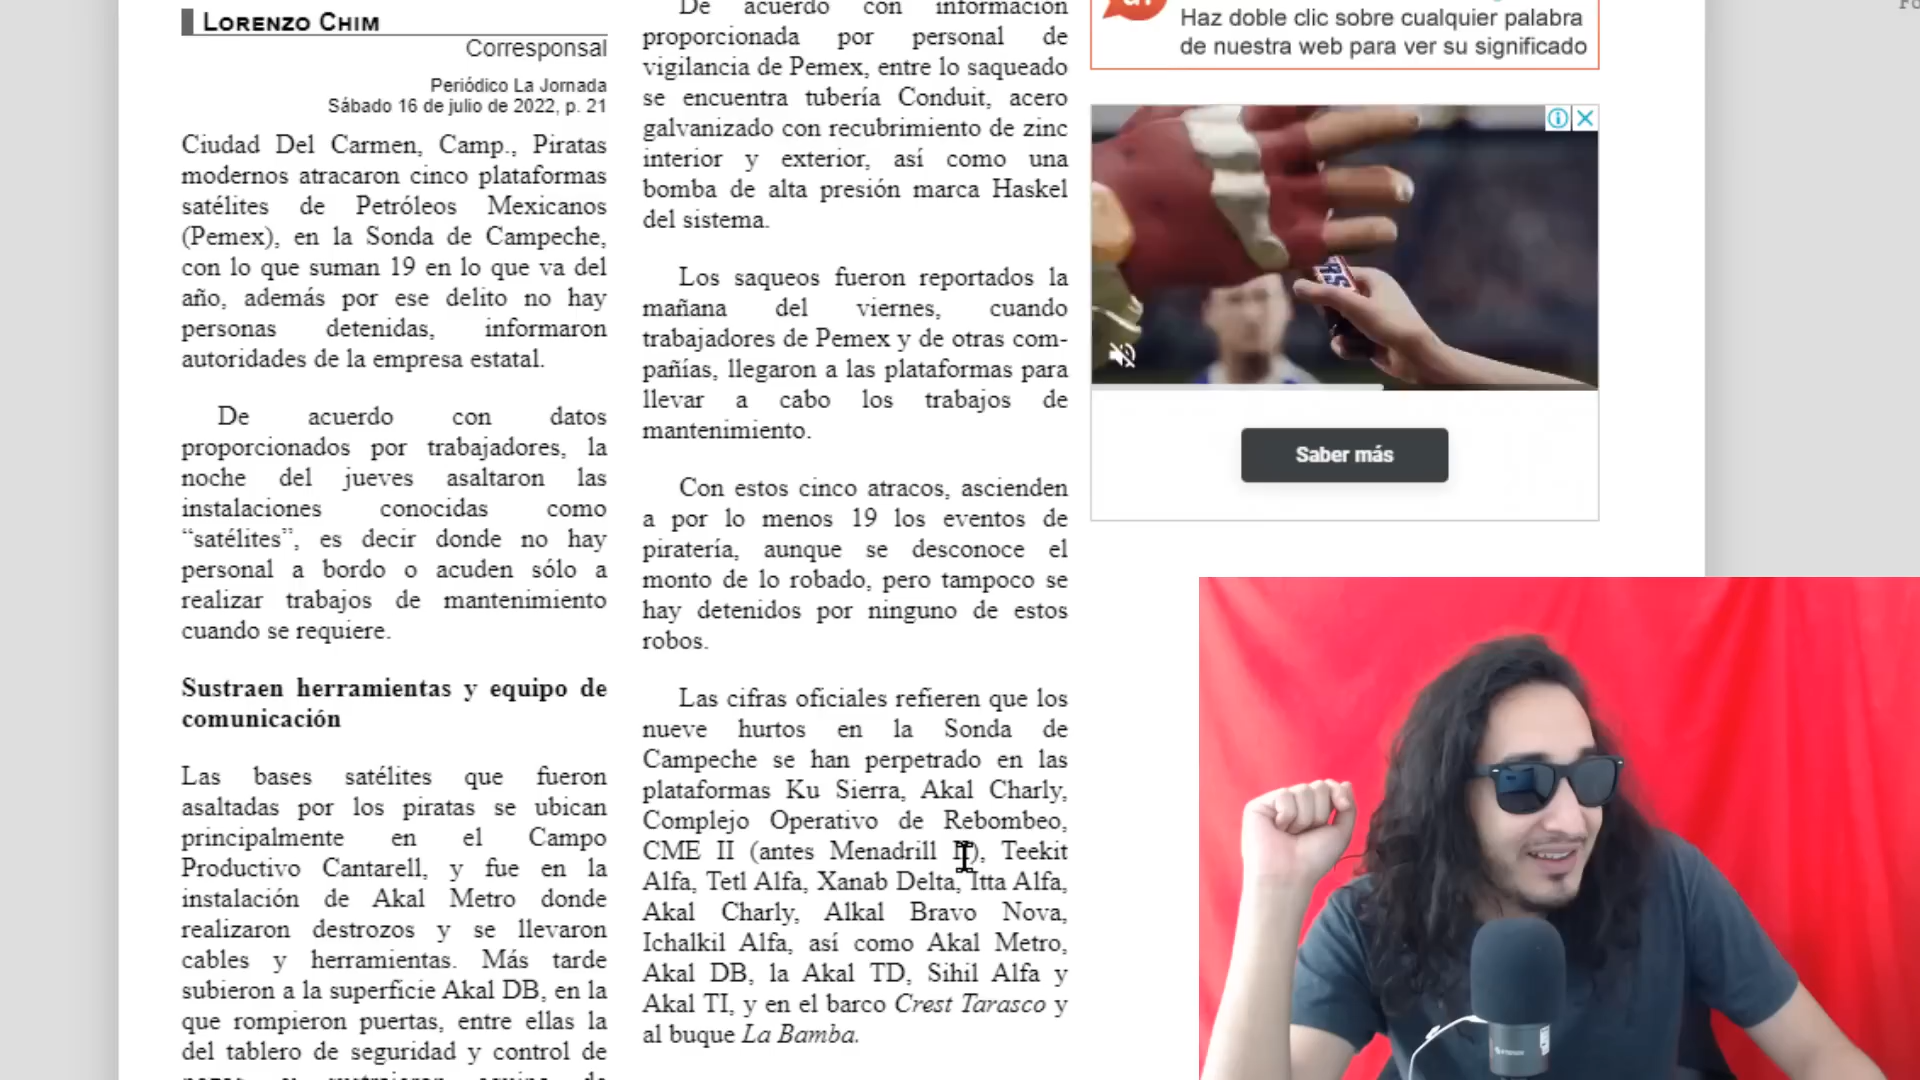 LORENZO CHIM
Corresponsal
Periódico La Jornada
Sábado 16 de julio de 2022, p. 21
Ciudad Del Carmen, Camp., Piratas
modernos atracaron cinco plataformas
satélites de Petróleos Mexicanos
(Pemex), en la Sonda de Campeche,
con lo que suman 19 en lo que va del
año, además por ese delito no hay
personas detenidas, informaron
autoridades de la empresa estatal.
De acuerdo con datos
proporcionados por trabajadores, la
noche del jueves asaltaron las
instalaciones conocidas como
“satélites”, es decir donde no hay
personal a bordo o acuden sólo a
realizar trabajos de mantenimiento
cuando se requiere.
Sustraen herramientas y equipo de
comunicación
Las bases satélites que fueron
asaltadas por los piratas se ubican
principalmente en el Campo
Productivo Cantarell, y fue en la
instalación de Akal Metro donde
realizaron destrozos y se llevaron
cables y herramientas. Más tarde
subieron a la superficie Akal DB, en la
que rompieron puertas, entre ellas la
del tablero de seguridad y control de
De acuerdo con información
proporcionada por personal de
vigilancia de Pemex, entre lo saqueado
se encuentra tubería Conduit, acero
galvanizado con recubrimiento de zinc
interior y exterior, así como una
bomba de alta presión marca Haskel
del sistema.
Los saqueos fueron reportados la
mañana del viernes, cuando
trabajadores de Pemex y de otras com-
pañías, llegaron a las plataformas para
llevar a cabo los trabajos de
mantenimiento.
Con estos cinco atracos, ascienden
a por lo menos 19 los eventos de
piratería, aunque se desconoce el
monto de lo robado, pero tampoco se
hay detenidos por ninguno de estos
robos.
Las cifras oficiales refieren que los
nueve hurtos en la Sonda de
Campeche se han perpetrado en las
plataformas Ku Sierra, Akal Charly,
Complejo Operativo de Rebombeo,
CME II (antes Menadrill ), Teekit
Alfa, Tetl Alfa, Xanab Delta, Itta Alfa,
Akal Charly, Alkal Bravo Nova,
Ichalkil Alfa, así como Akal Metro,
Akal DB, la Akal TD, Sihil Alfa y
Akal TI, y en el barco Crest Tarasco y
al buque La Bamba.
Haz doble clic sobre cualquier palabra
de nuestra web para ver su significado
Saber más